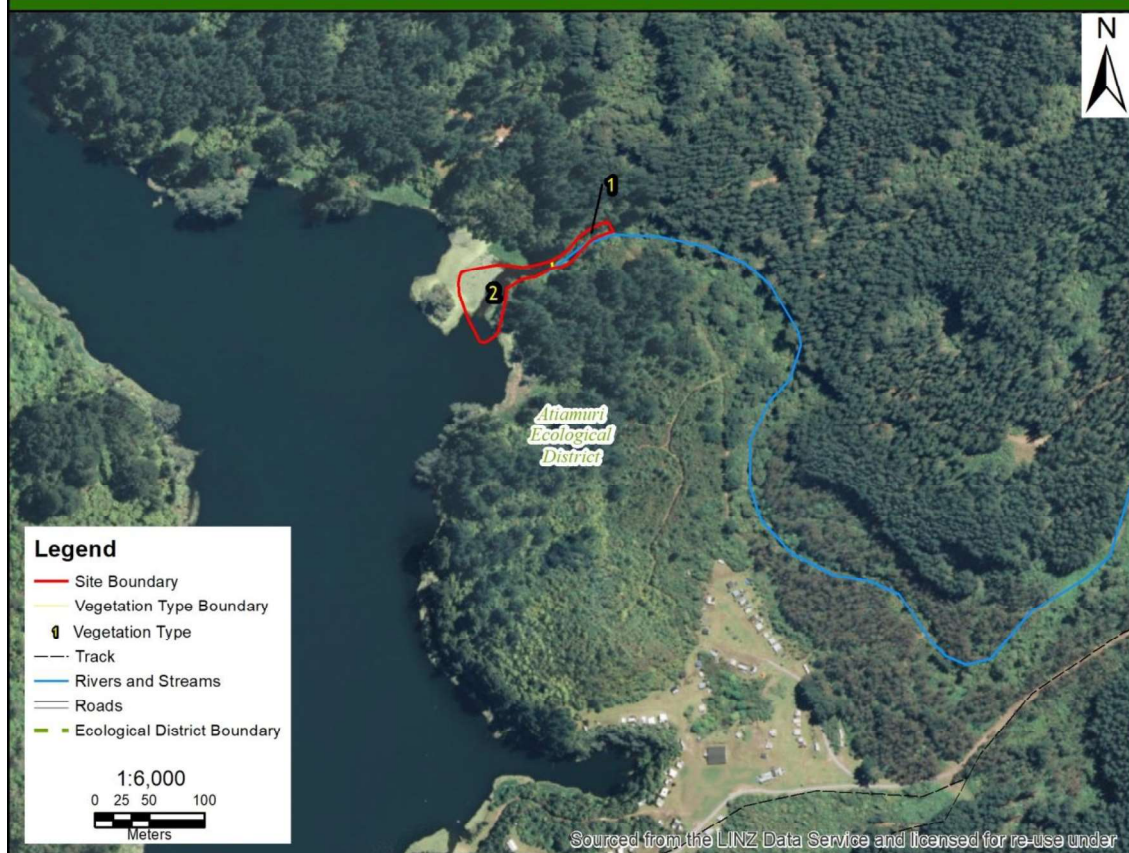 N
1
2
Atiamuri
Ecological
District
Legend
Site Boundary
Vegetation Type Boundary
1 Vegetation Type
Track
Rivers and Streams
Roads
Ecological District Boundary
1:6,000
0 25 50 100
Meters
Sourced from the LINZ Data Service and licensed for re-use under